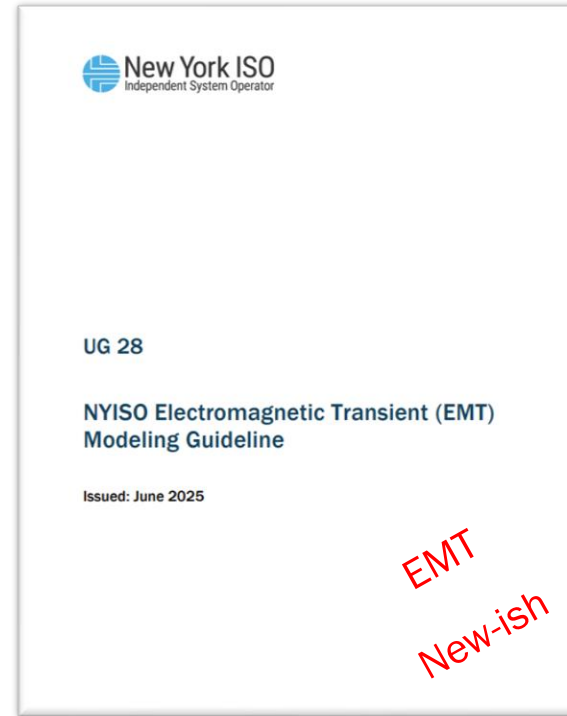 New York ISO
Independent System Operator
UG 28
NYISO Electromagnetic Transient (EMT)
Modeling Guideline
Issued: June 2025
EMT
New-ish